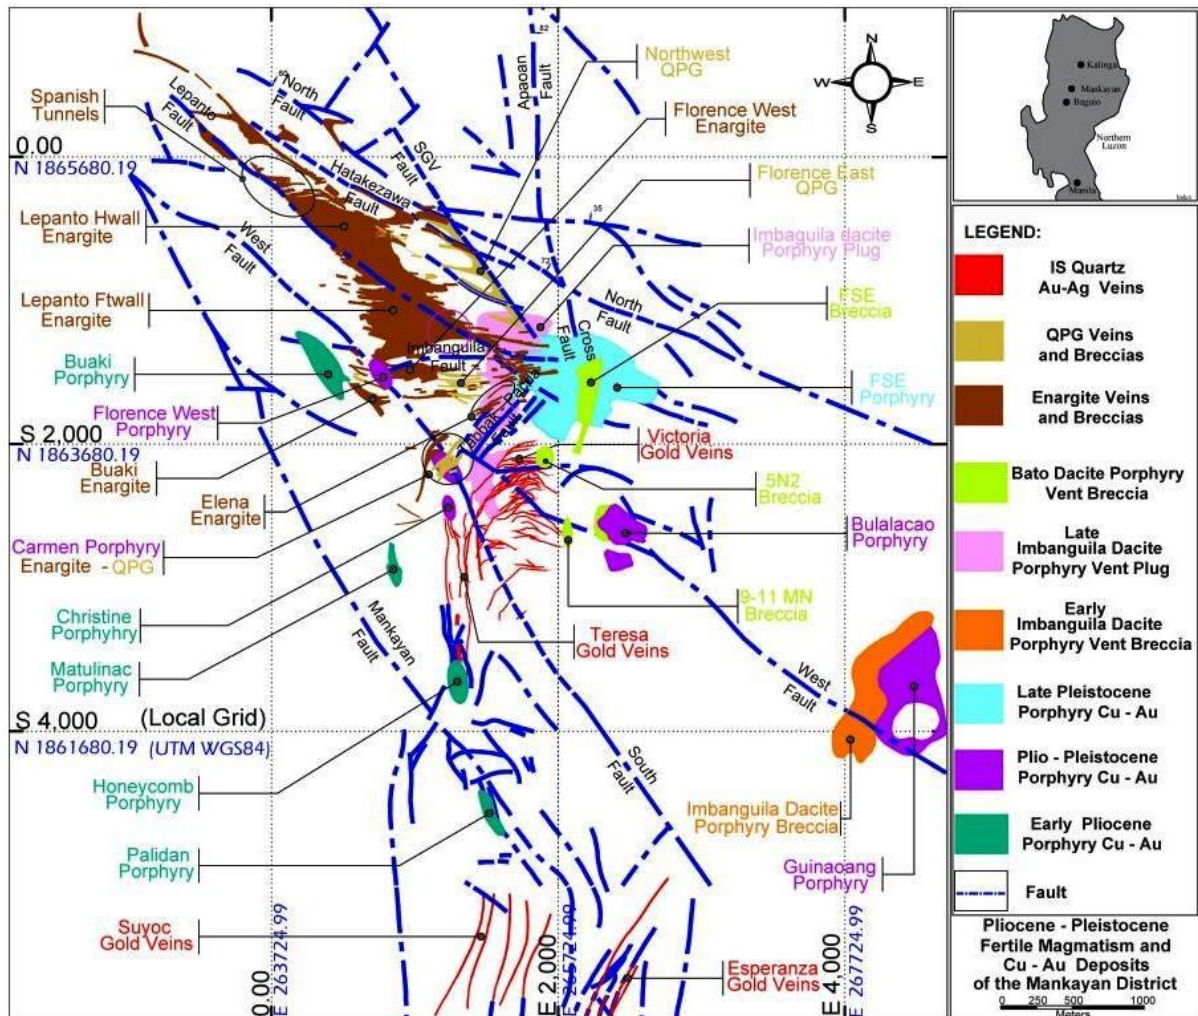 Northwest
QPG
Spanish
Tunnels
Lepanto
Fault
North
Fault
82
Apaoan
Fault
Florence West
Enargite
N
W
E
S
Kalinga
Mankayan
Baguio
Northern
Luzon
Manila
0.00
N 1865680.19
Hatakezawa
Fault
SGV
Fault
Florence East
QPG
35
72
Lepanto Hwall
Enargite
West
Fault
Imbaguila dacite
Porphyry Plug
Lepanto Ftwall
Enargite
North
Fault
Cross
Fault
FSE
Breccia
Buaki
Porphyry
Imbanguila
Fault
FSE
Porphyry
Florence West
Porphyry
Fault
S 2,000
N 1863680.19
Victoria
Gold Veins
Buaki
Enargite
5N2
Breccia
Elena
Enargite
Bulalacao
Porphyry
Carmen Porphyry
Enargite - QPG
9-11 MN
Breccia
Christine
Porphyhry
Mankayan
Fault
Teresa
Gold Veins
Matulinac
Porphyry
West
Fault
S 4,000 (Local Grid)
N 1861680.19 (UTM WGS84)
South
Fault
Honeycomb
Porphyry
Imbanguila Dacite
Porphyry Breccia
Palidan
Porphyry
Guinaoang
Porphyry
Suyoc
Gold Veins
Esperanza
Gold Veins
0.00
E 263724.99
E 2,000
E 265724.99
E 4,000
E 267724.99
LEGEND:
IS Quartz
Au-Ag Veins
QPG Veins
and Breccias
Enargite Veins
and Breccias
Bato Dacite Porphyry
Vent Breccia
Late
Imbanguila Dacite
Porphyry Vent Plug
Early
Imbanguila Dacite
Porphyry Vent Breccia
Late Pleistocene
Porphyry Cu - Au
Plio - Pleistocene
Porphyry Cu - Au
Early Pliocene
Porphyry Cu - Au
Fault
Pliocene - Pleistocene
Fertile Magmatism and
Cu - Au Deposits
of the Mankayan District
0 250 500 1000
Meters